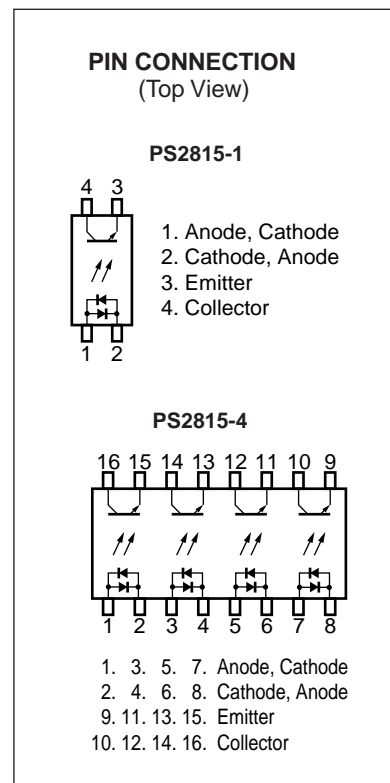 PIN CONNECTION
(Top View)
PS2815-1
4 3
1. Anode, Cathode
2. Cathode, Anode
3. Emitter
4. Collector
1 2
PS2815-4
16 15 14 13 12 11 10 9
1 2 3 4 5 6 7 8
1. 3. 5. 7. Anode, Cathode
2. 4. 6. 8. Cathode, Anode
9. 11. 13. 15. Emitter
10. 12. 14. 16. Collector